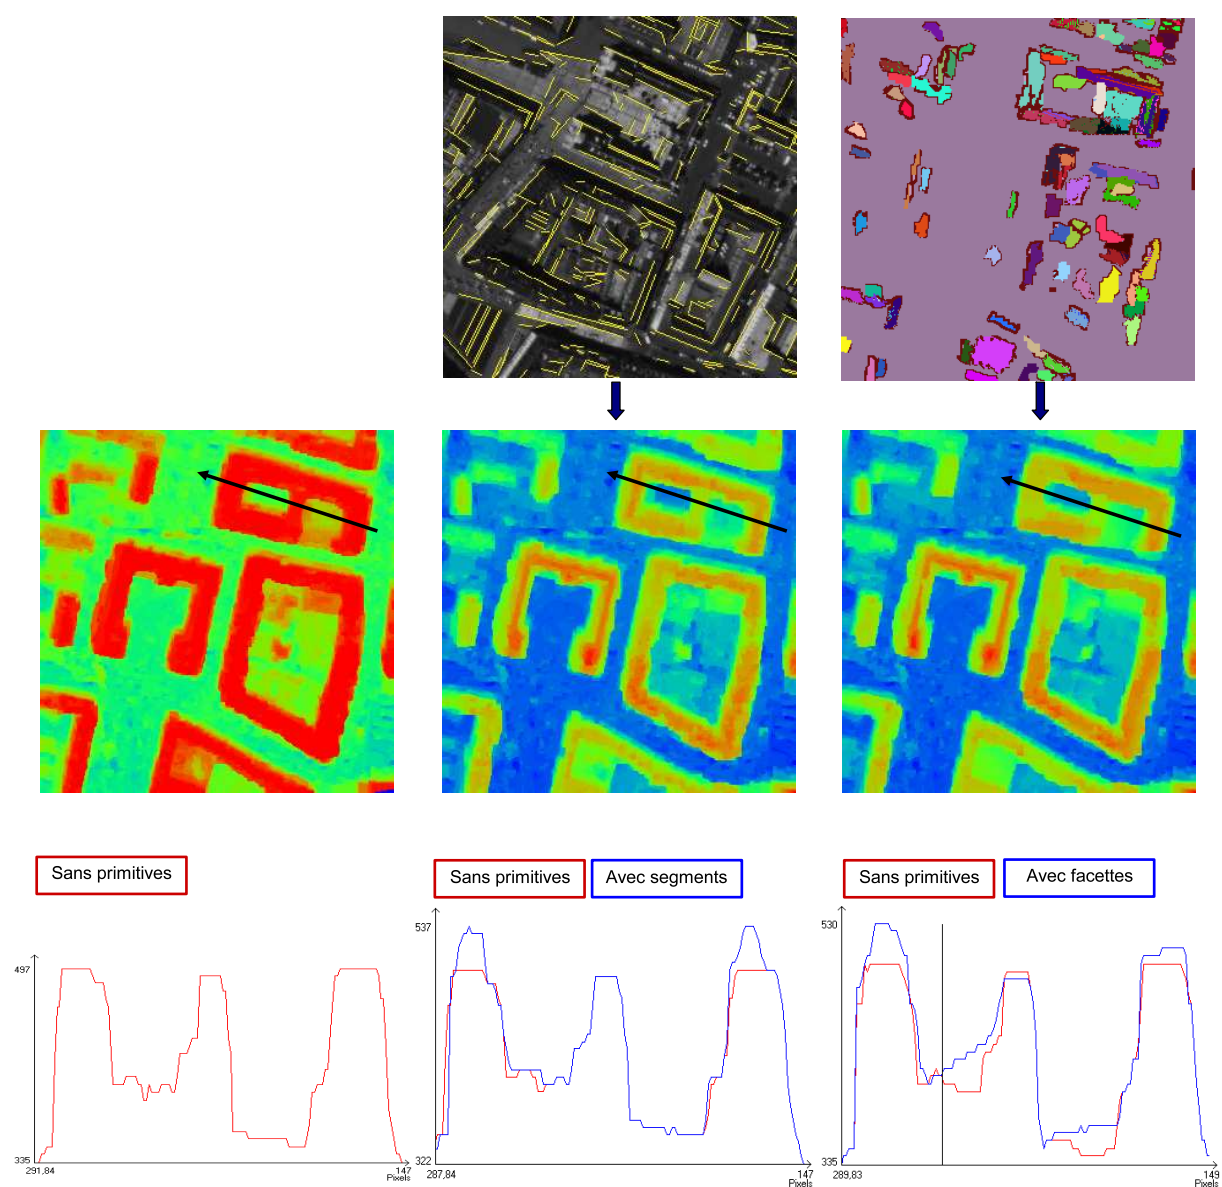 Sans primitives
Sans primitives
Avec segments
Sans primitives
Avec facettes
497
335
291,84
147
Pixels
537
322
287,84
147
Pixels
530
335
289,83
149
Pixels